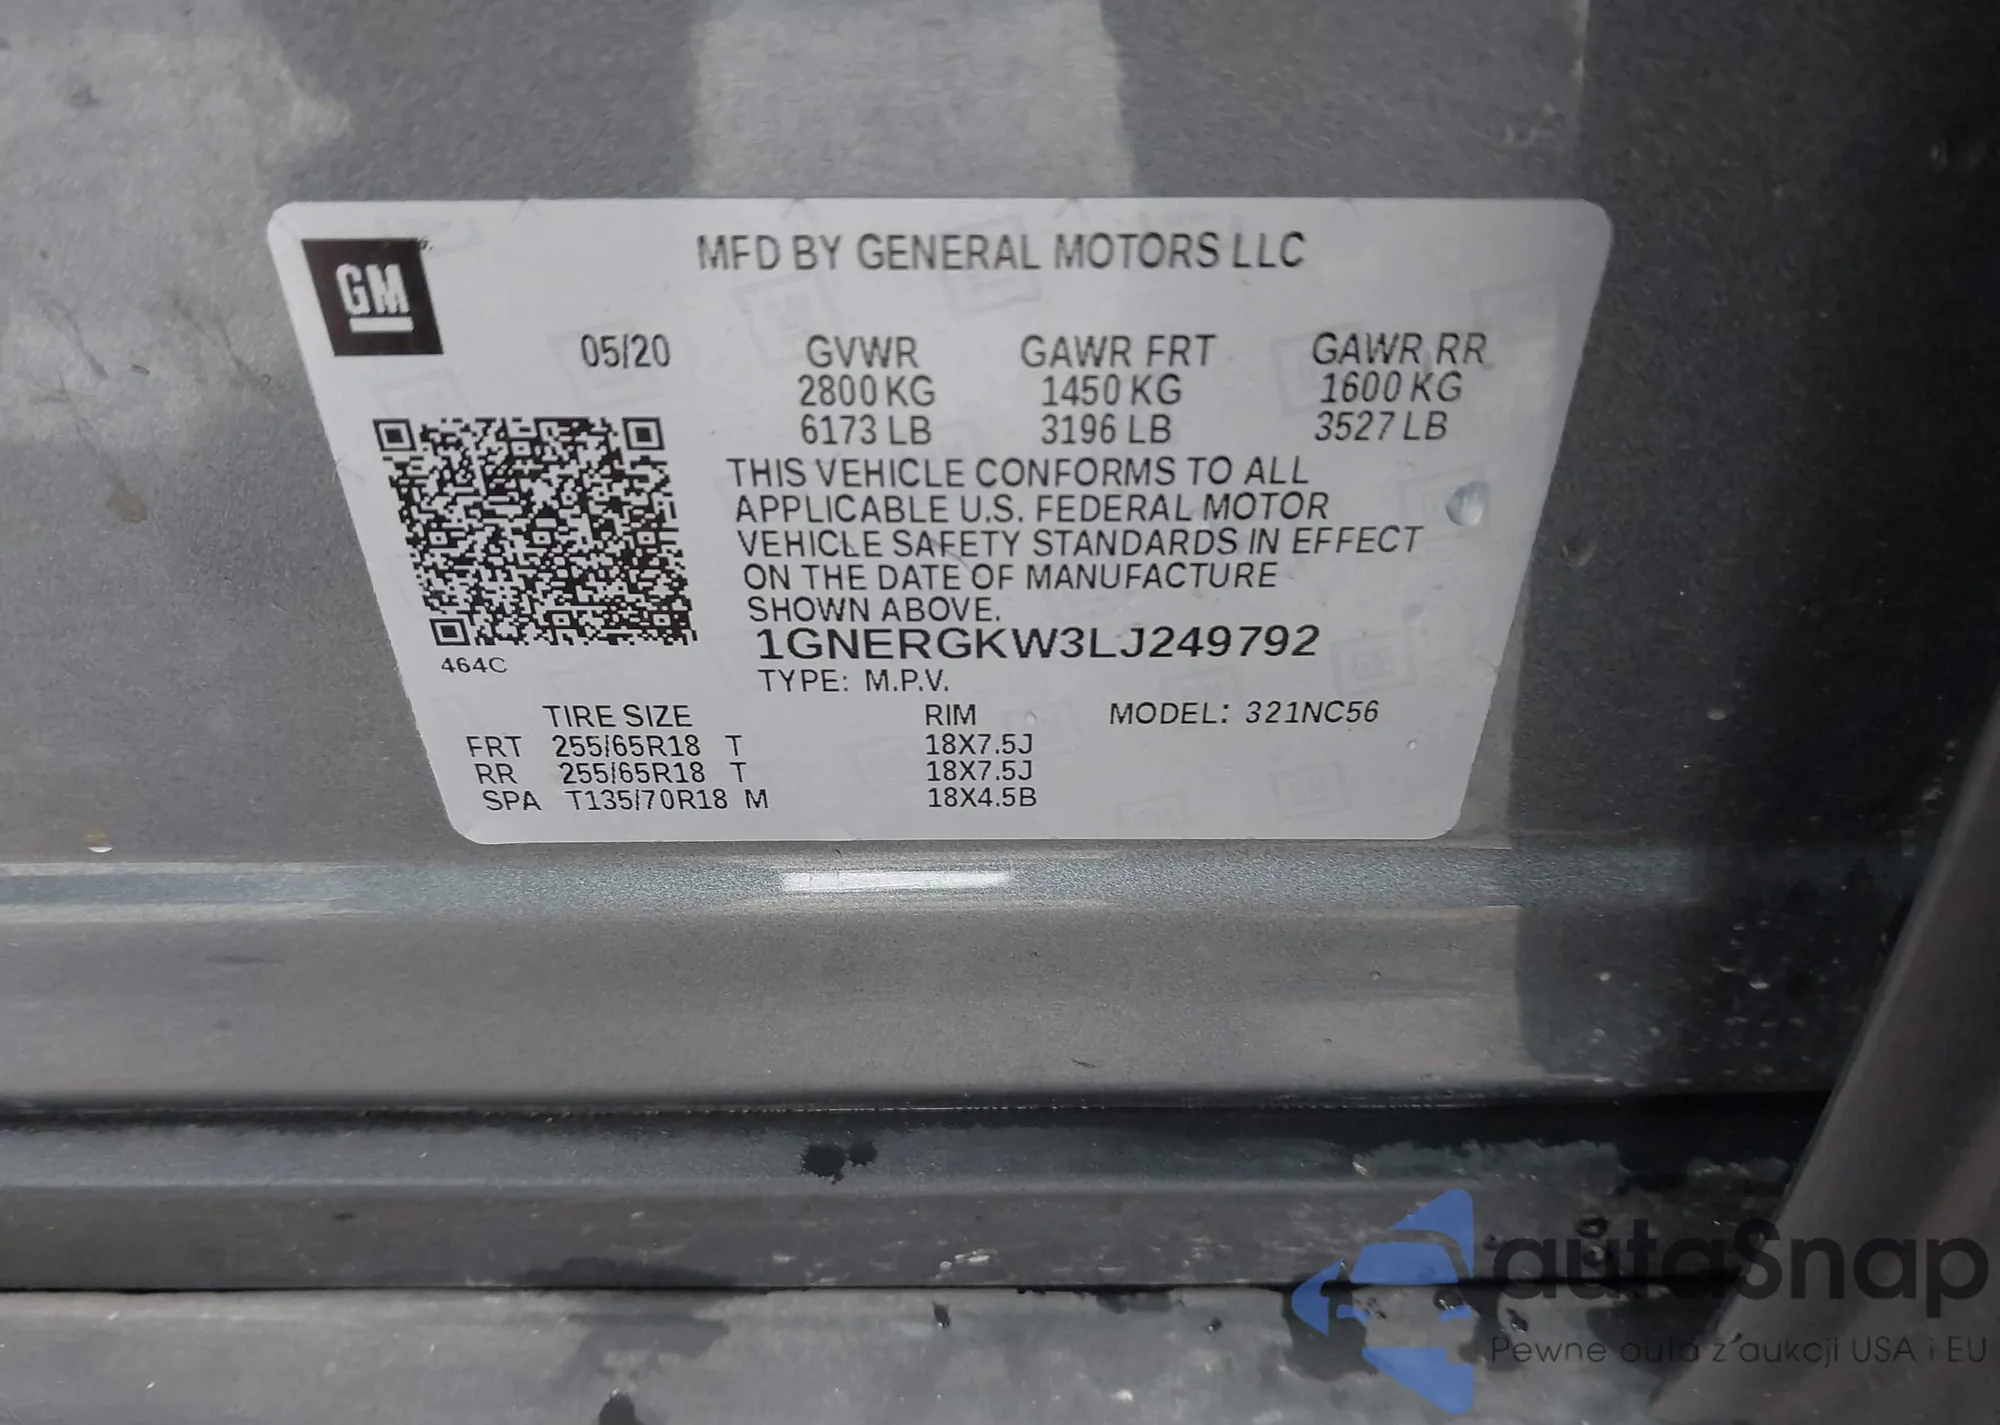 GM
MFD BY GENERAL MOTORS LLC
05/20 GVWR GAWR FRT GAWR RR
2800 KG 1450 KG 1600 KG
6173 LB 3196 LB 3527 LB
THIS VEHICLE CONFORMS TO ALL
APPLICABLE U.S. FEDERAL MOTOR
VEHICLE SAFETY STANDARDS IN EFFECT
ON THE DATE OF MANUFACTURE
SHOWN ABOVE.
1GNERGKW3LJ249792
464C
TYPE: M.P.V.
TIRE SIZE RIM MODEL: 321NC56
FRT 255/65R18 T 18X7.5J
RR 255/65R18 T 18X7.5J
SPA T135/70R18 M 18X4.5B
autaSnap
Pewne auta z aukcji USA i EU